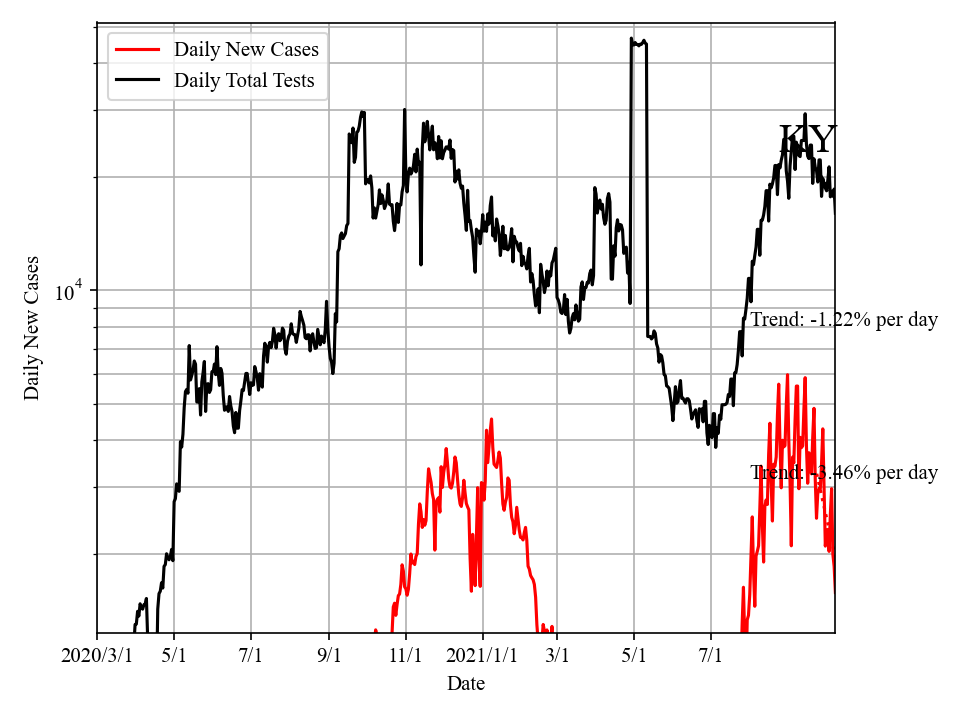 Daily New Cases
Daily Total Tests
KY
Daily New Cases
10^4
Trend: -1.22% per day
Trend: -3.46% per day
2020/3/1 5/1 7/1 9/1 11/1 2021/1/1 3/1 5/1 7/1
Date